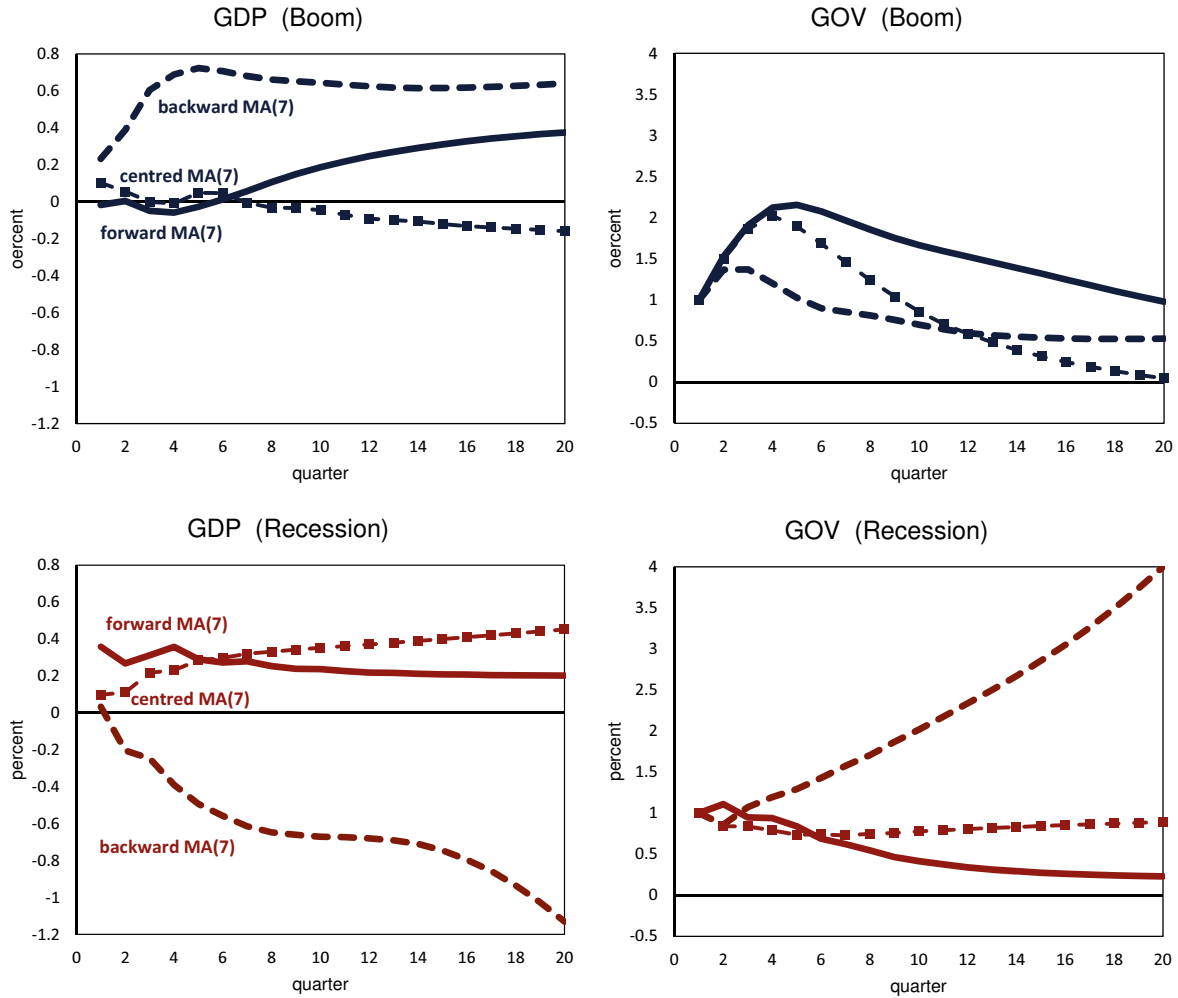 GDP (Boom)
0.8
0.6
0.4
0.2
0
-0.2
-0.4
-0.6
-0.8
-1
-1.2
oercent
backward MA(7)
centred MA(7)
forward MA(7)
0 2 4 6 8 10 12 14 16 18 20
quarter
GOV (Boom)
4
3.5
3
2.5
2
1.5
1
0.5
0
-0.5
oercent
0 2 4 6 8 10 12 14 16 18 20
quarter
GDP (Recession)
0.8
0.6
0.4
0.2
0
-0.2
-0.4
-0.6
-0.8
-1
-1.2
percent
forward MA(7)
centred MA(7)
backward MA(7)
0 2 4 6 8 10 12 14 16 18 20
quarter
GOV (Recession)
4
3.5
3
2.5
2
1.5
1
0.5
0
-0.5
percent
0 2 4 6 8 10 12 14 16 18 20
quarter